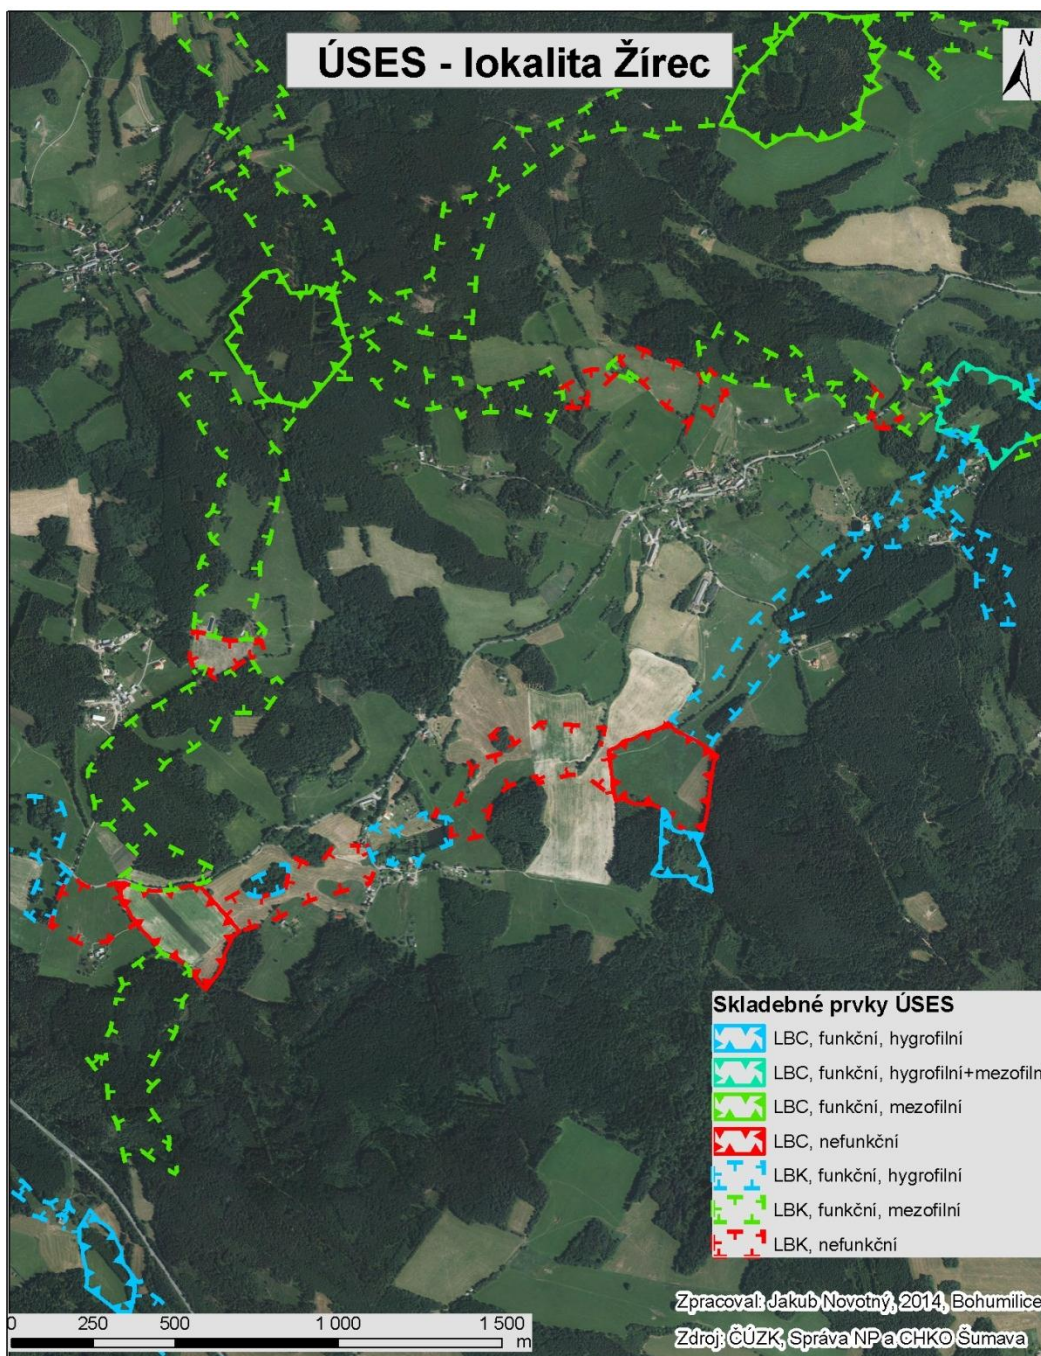 ÚSES - lokalita Žírec
N
Skladebné prvky ÚSES
LBC, funkční, hygrofilní
LBC, funkční, hygrofilní+mezofiln
LBC, funkční, mezofilní
LBC, nefunkční
LBK, funkční, hygrofilní
LBK, funkční, mezofilní
LBK, nefunkční
Zpracoval: Jakub Novotný, 2014, Bohumilice
Zdroj: ČÚZK, Správa NP a CHKO Šumava
0 250 500 1 000 1 500
m